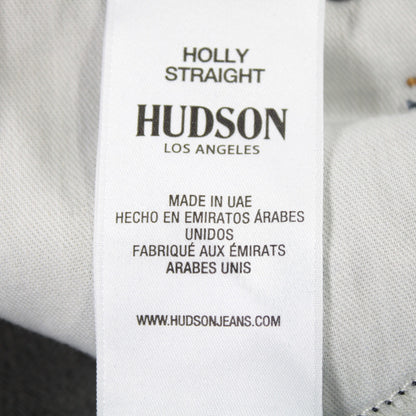 HOLLY
STRAIGHT
HUDSON
LOS ANGELES
MADE IN UAE
HECHO EN EMIRATOS ÁRABES
UNIDOS
FABRIQUÉ AUX ÉMIRATS
ARABES UNIS
WWW.HUDSONJEANS.COM